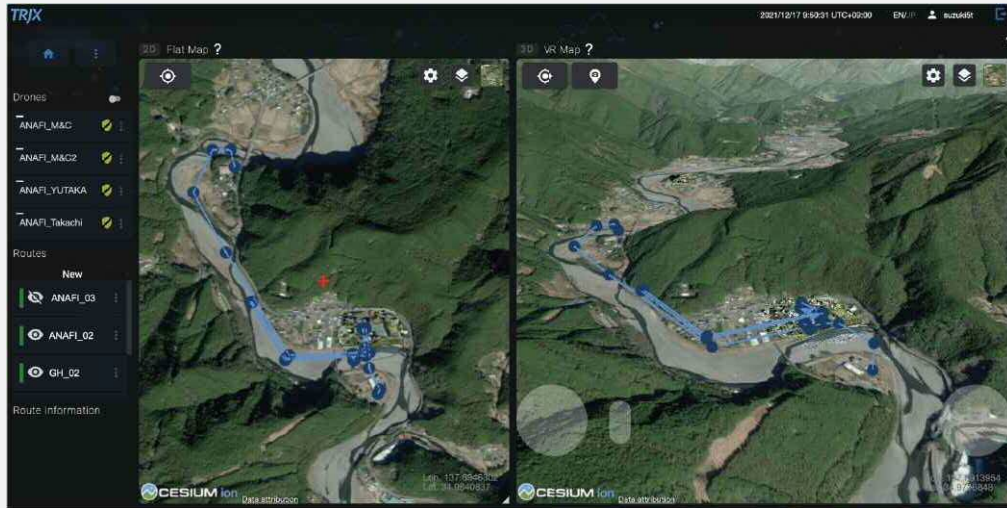 TRJX
2021/12/17 9:50:31 UTC+09:00 EN/JP suzuki5t
2D Flat Map ?
3D VR Map ?
Drones
ANAFI_M&C
ANAFI_M&C2
ANAFI_YUTAKA
ANAFI_Takachi
Routes
New
ANAFI_03
ANAFI_02
GH_02
Route Information
CESIUM ion
Data attribution
CESIUM ion
Data attribution